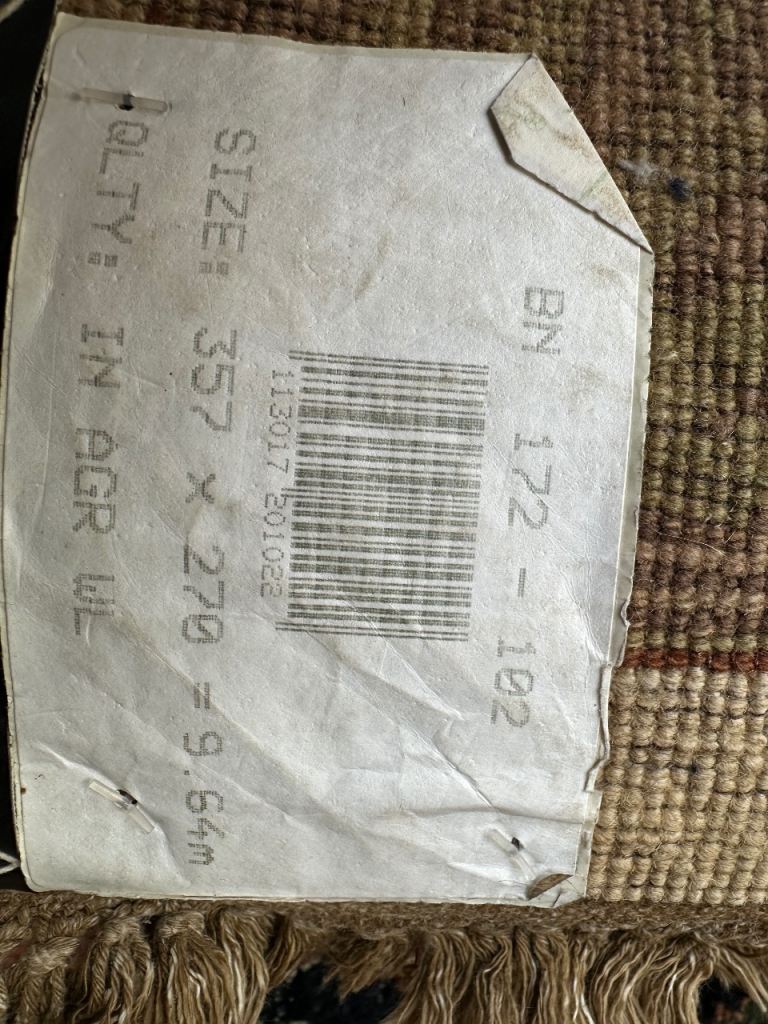 BN 172 - 102
113017 201022
SIZE: 357 x 270 = 9.64m
QLTY: IN AGR WL